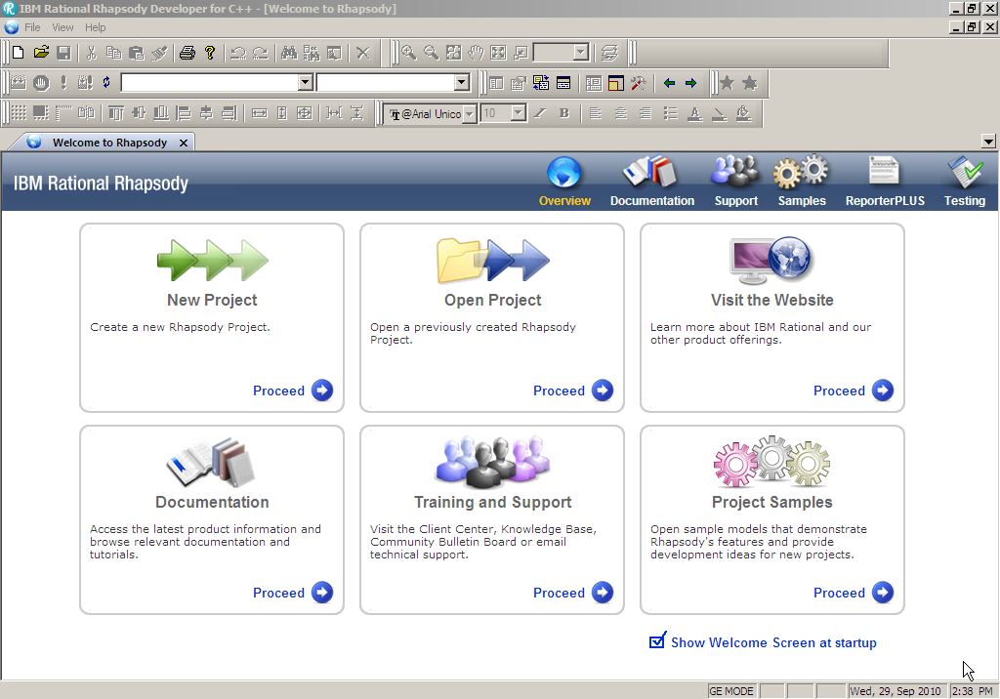 IBM Rational Rhapsody Developer for C++ - [Welcome to Rhapsody]
File View Help
@Arial Unico 10
Welcome to Rhapsody
IBM Rational Rhapsody
Overview Documentation Support Samples ReporterPLUS Testing
New Project
Create a new Rhapsody Project.
Proceed
Open Project
Open a previously created Rhapsody
Project.
Proceed
Visit the Website
Learn more about IBM Rational and our
other product offerings.
Proceed
Documentation
Access the latest product information and
browse relevant documentation and
tutorials.
Proceed
Training and Support
Visit the Client Center, Knowledge Base,
Community Bulletin Board or email
technical support.
Proceed
Project Samples
Open sample models that demonstrate
Rhapsody's features and provide
development ideas for new projects.
Proceed
Show Welcome Screen at startup
GE MODE Wed, 29, Sep 2010 2:38 PM